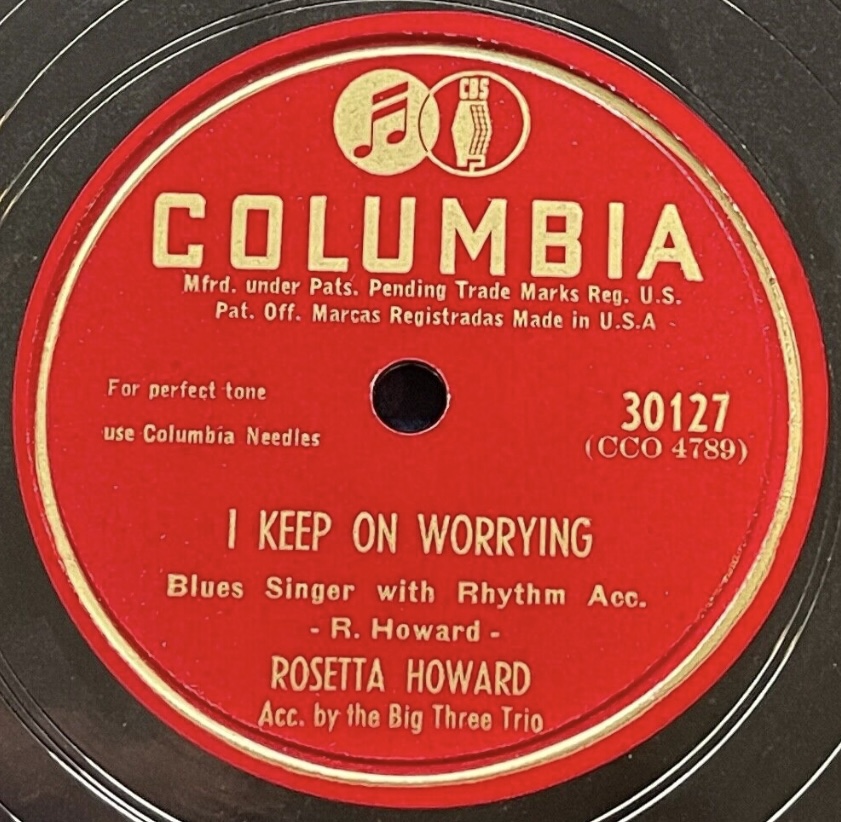 CBS
COLUMBIA
Mfrd. under Pats. Pending Trade Marks Reg. U.S.
Pat. Off. Marcas Registradas Made in U.S.A
For perfect tone
use Columbia Needles
30127
(CCO 4789)
I KEEP ON WORRYING
Blues Singer with Rhythm Acc.
- R. Howard -
ROSETTA HOWARD
Acc. by the Big Three Trio